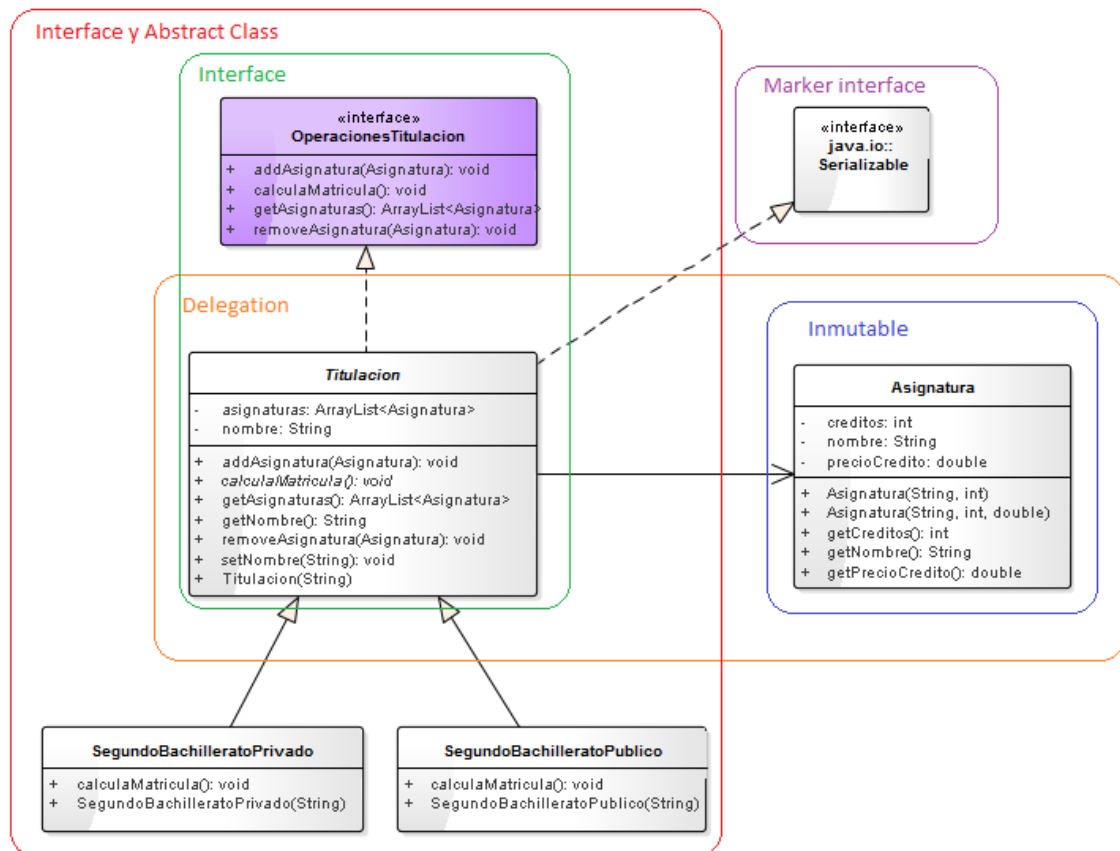 Interface y Abstract Class
Interface
«interface»
OperacionesTitulacion
+ addAsignatura(Asignatura): void
+ calculaMatricula(): void
+ getAsignaturas(): ArrayList<Asignatura>
+ removeAsignatura(Asignatura): void
Marker interface
«interface»
java.io::
Serializable
Delegation
Titulacion
- asignaturas: ArrayList<Asignatura>
- nombre: String
+ addAsignatura(Asignatura): void
+ calculaMatricula(): void
+ getAsignaturas(): ArrayList<Asignatura>
+ getNombre(): String
+ removeAsignatura(Asignatura): void
+ setNombre(String): void
+ Titulacion(String)
Inmutable
Asignatura
- creditos: int
- nombre: String
- precioCredito: double
+ Asignatura(String, int)
+ Asignatura(String, int, double)
+ getCreditos(): int
+ getNombre(): String
+ getPrecioCredito(): double
SegundoBachilleratoPrivado
+ calculaMatricula(): void
+ SegundoBachilleratoPrivado(String)
SegundoBachilleratoPublico
+ calculaMatricula(): void
+ SegundoBachilleratoPublico(String)